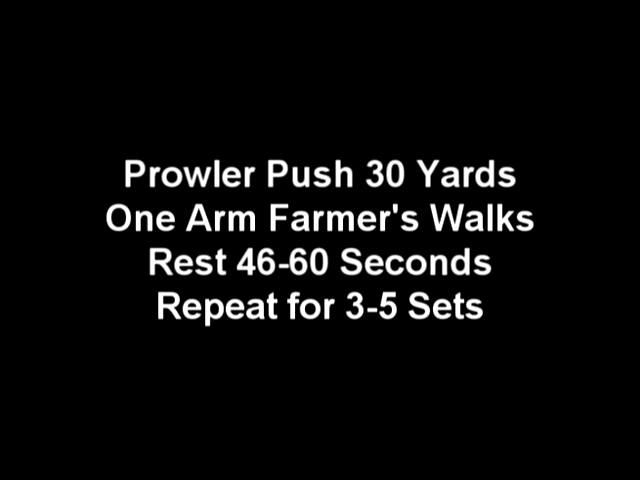 Prowler Push 30 Yards
One Arm Farmer's Walks
Rest 46-60 Seconds
Repeat for 3-5 Sets